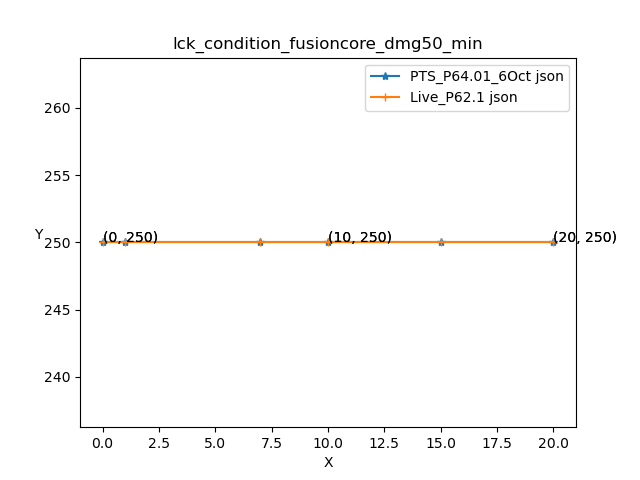 lck_condition_fusioncore_dmg50_min
PTS_P64.01_6Oct json
Live_P62.1 json
260
255
Y
250
245
240
(0, 250)
(10, 250)
(20, 250)
0.0 2.5 5.0 7.5 10.0 12.5 15.0 17.5 20.0
X